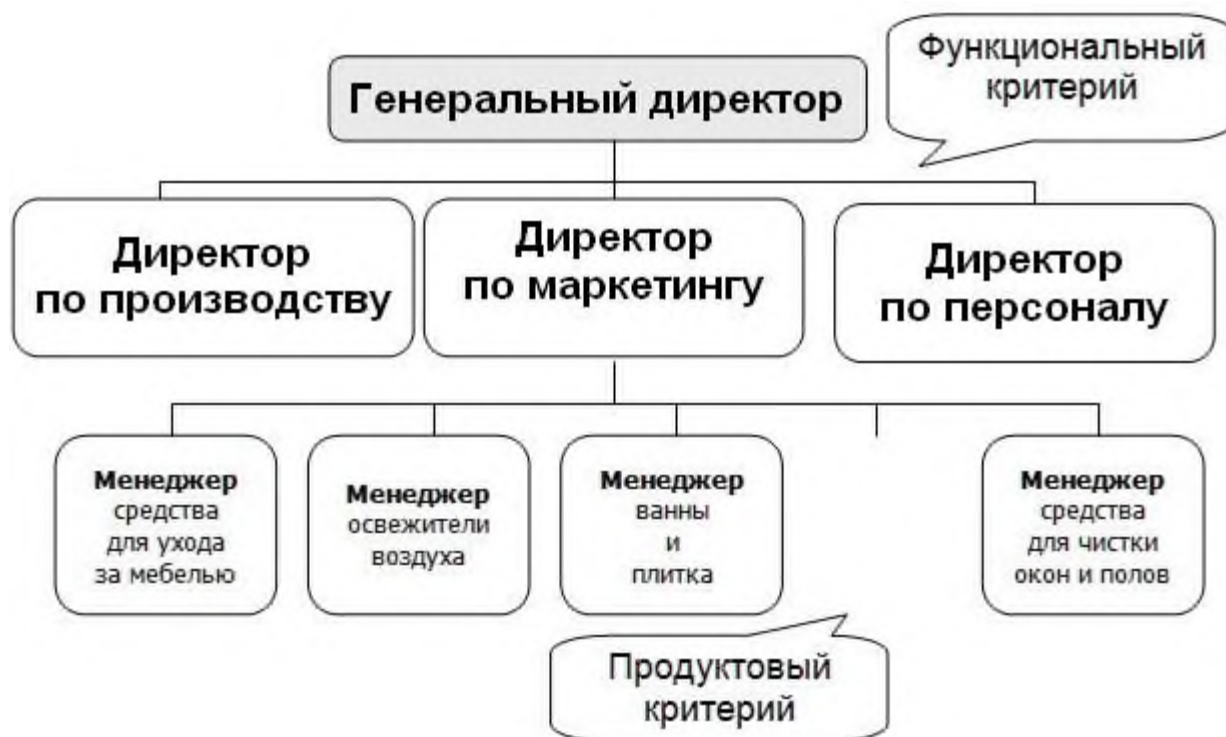 Функциональный
критерий
Генеральный директор
Директор
по производству
Директор
по маркетингу
Директор
по персоналу
Менеджер
средства
для ухода
за мебелью
Менеджер
освежители
воздуха
Менеджер
ванны
и
плитка
Менеджер
средства
для чистки
окон и полов
Продуктовый
критерий